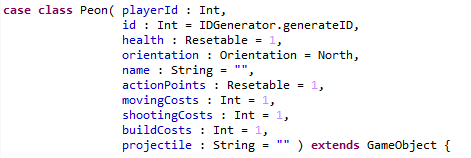 case class Peon( playerId : Int,
id : Int = IDGenerator.generateID,
health : Resetable = 1,
orientation : Orientation = North,
name : String = "",
actionPoints : Resetable = 1,
movingCosts : Int = 1,
shootingCosts : Int = 1,
buildCosts : Int = 1,
projectile : String = "" ) extends GameObject {